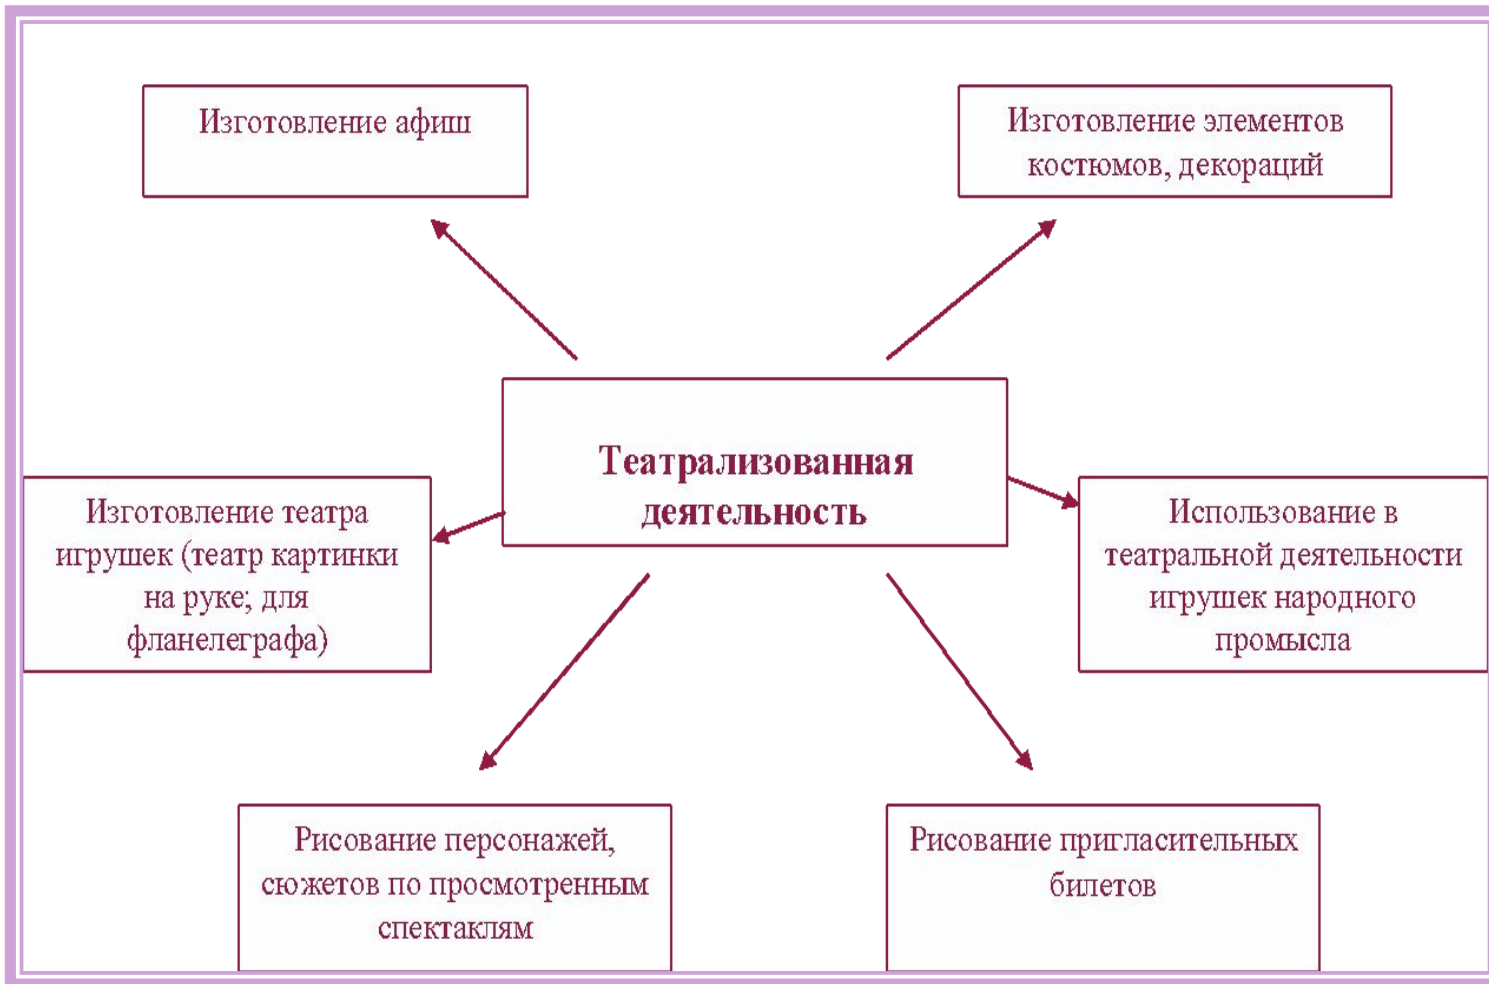 Изготовление афиш
Изготовление элементов
костюмов, декораций
Театрализованная
деятельность
Изготовление театра
игрушек (театр картинки
на руке; для
фланелеграфа)
Использование в
театральной деятельности
игрушек народного
промысла
Рисование персонажей,
сюжетов по просмотренным
спектаклям
Рисование пригласительных
билетов